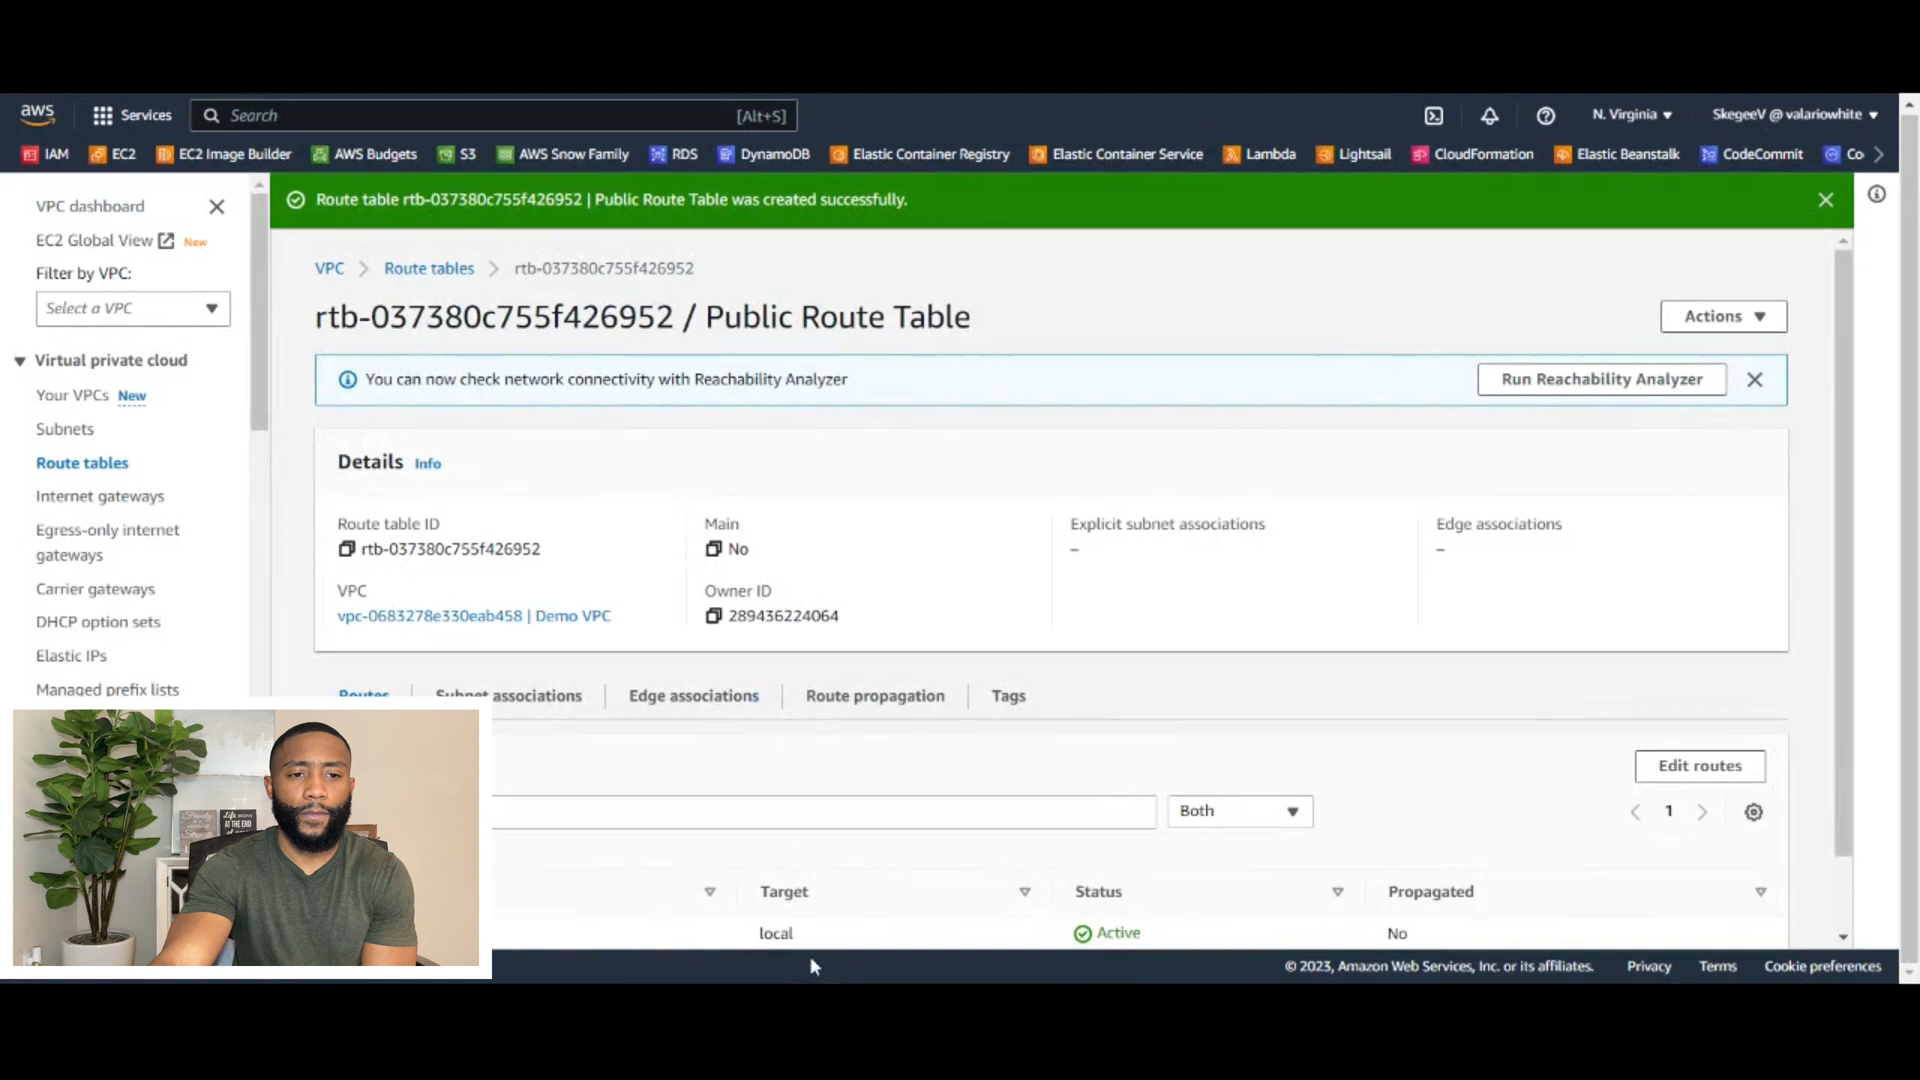 aws
Services
Search
[Alt+S]
N. Virginia
SkegeeV @ valariowhite
IAM
EC2
EC2 Image Builder
AWS Budgets
S3
AWS Snow Family
RDS
DynamoDB
Elastic Container Registry
Elastic Container Service
Lambda
Lightsail
CloudFormation
Elastic Beanstalk
CodeCommit
Co
VPC dashboard
EC2 Global View New
Filter by VPC:
Select a VPC
Virtual private cloud
Your VPCs New
Subnets
Route tables
Internet gateways
Egress-only internet
gateways
Carrier gateways
DHCP option sets
Elastic IPs
Managed prefix lists
Route table rtb-037380c755f426952 | Public Route Table was created successfully.
VPC
Route tables
rtb-037380c755f426952
rtb-037380c755f426952 / Public Route Table
Actions
You can now check network connectivity with Reachability Analyzer
Run Reachability Analyzer
Details Info
Route table ID
rtb-037380c755f426952
Main
No
Explicit subnet associations
–
Edge associations
–
VPC
vpc-0683278e330eab458 | Demo VPC
Owner ID
289436224064
Routes
Subnet associations
Edge associations
Route propagation
Tags
Edit routes
Both
1
Target
Status
Propagated
local
Active
No
AT THE END
© 2023, Amazon Web Services, Inc. or its affiliates.
Privacy
Terms
Cookie preferences